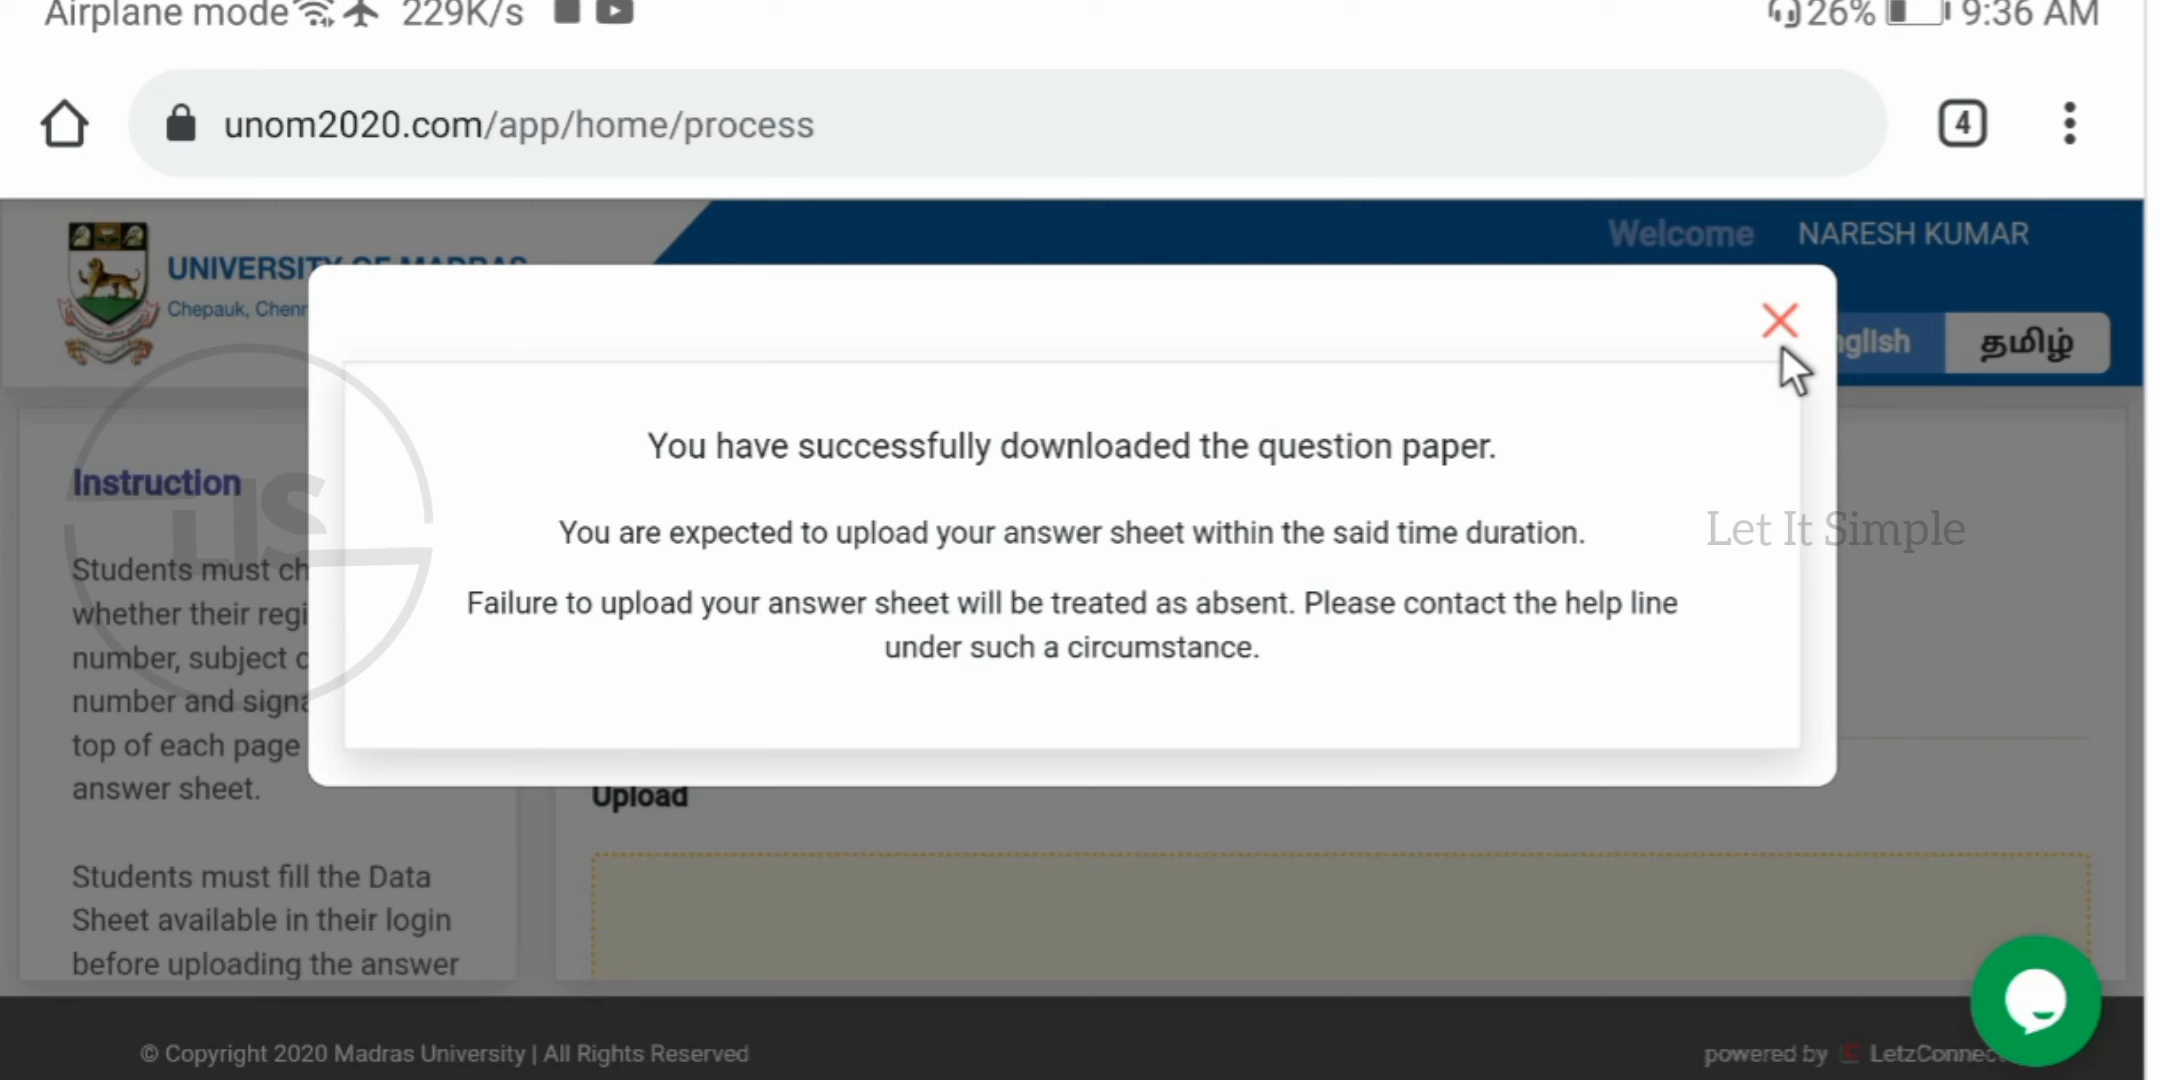 Airplane mode 229K/s 26% 9:36 AM
unom2020.com/app/home/process 4
Welcome NARESH KUMAR
UNIVERSITY OF MADRAS
Chepauk, Chenn
nglish தமிழ்
You have successfully downloaded the question paper.
You are expected to upload your answer sheet within the said time duration.
Failure to upload your answer sheet will be treated as absent. Please contact the help line
under such a circumstance.
Let It Simple
LIS
Instruction
Students must ch
whether their regi
number, subject c
number and signa
top of each page
answer sheet.
Students must fill the Data
Sheet available in their login
before uploading the answer
Upload
© Copyright 2020 Madras University | All Rights Reserved
powered by LetzConnec